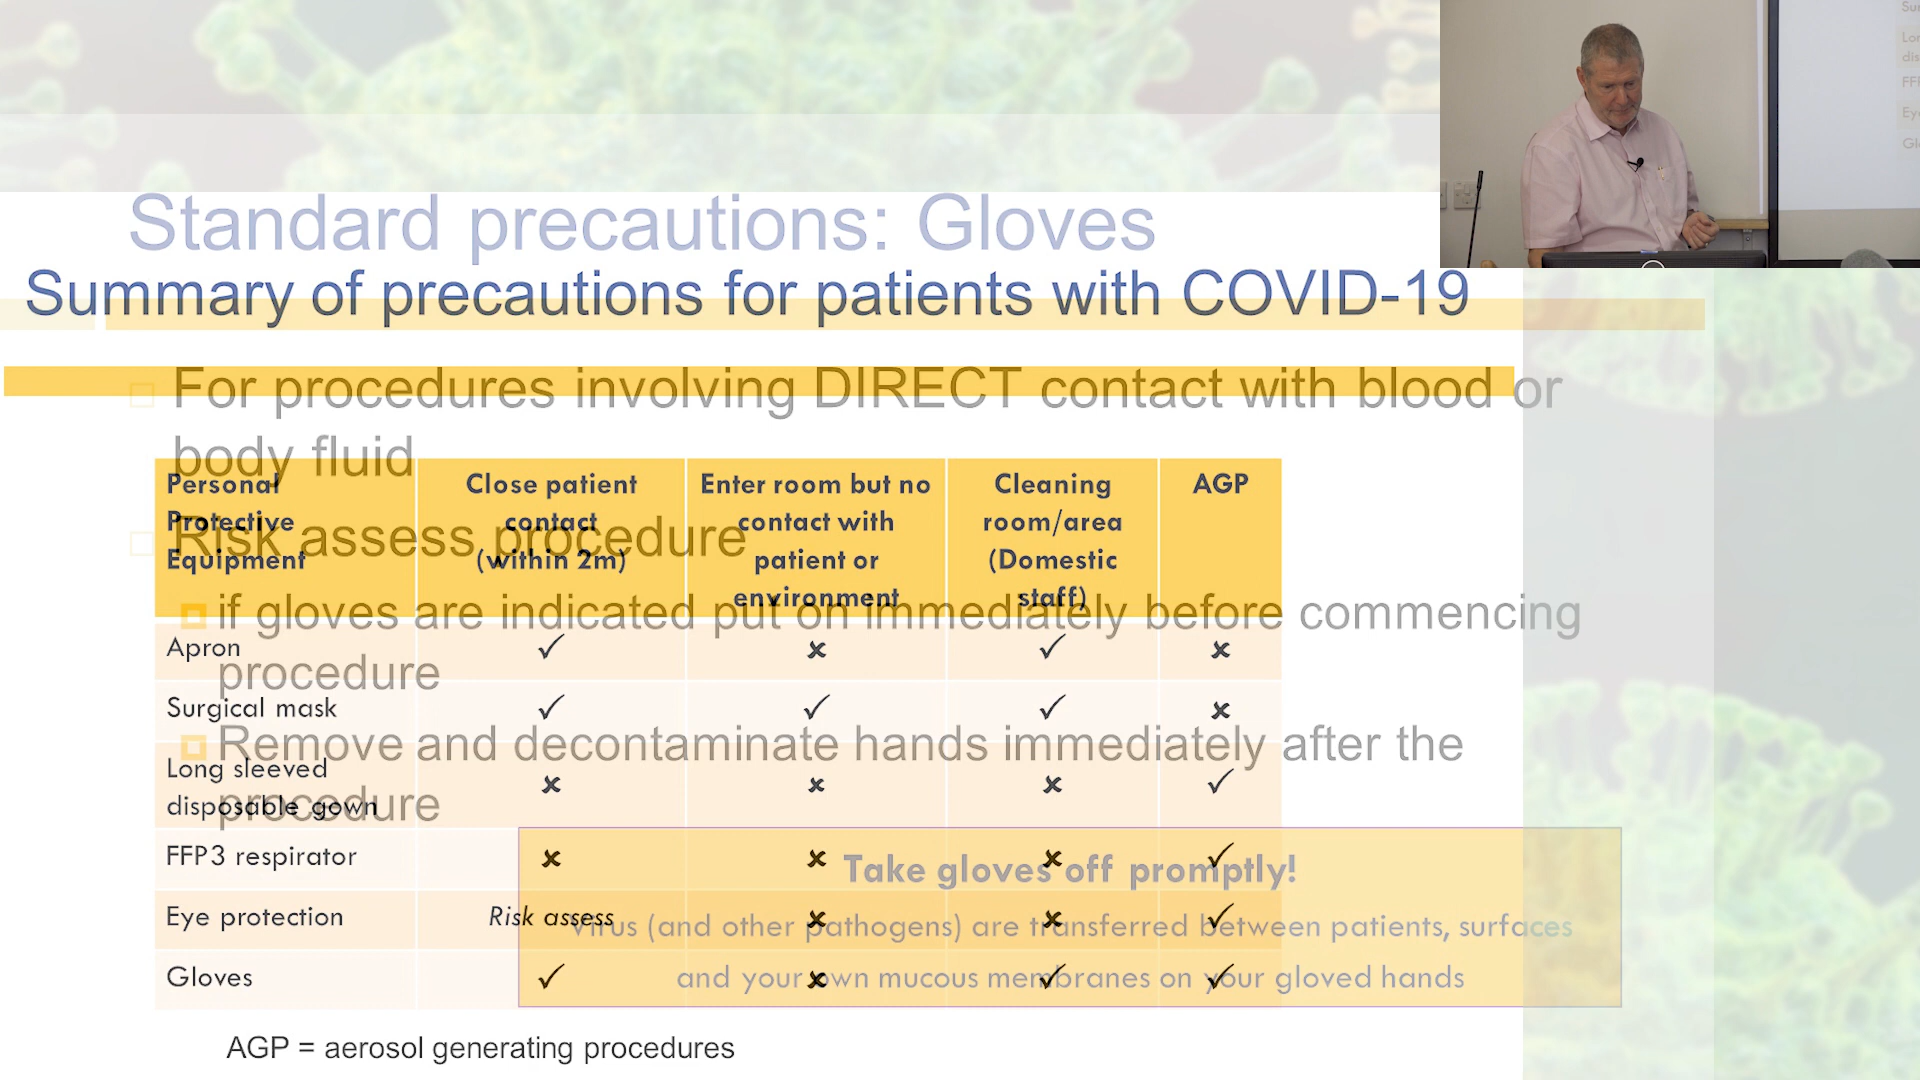 Standard precautions: Gloves
Summary of precautions for patients with COVID-19
For procedures involving DIRECT contact with blood or
body fluid
Risk assess procedure
if gloves are indicated put on immediately before commencing
procedure
Remove and decontaminate hands immediately after the
procedure
Take gloves off promptly!
Virus (and other pathogens) are transferred between patients, surfaces
and your own mucous membranes on your gloved hands
Personal Protective Equipment
Close patient contact (within 2m)
Enter room but no contact with patient or environment
Cleaning room/area (Domestic staff)
AGP
Apron ✓ ✗ ✓ ✗
Surgical mask ✓ ✓ ✓ ✗
Long sleeved disposable gown ✗ ✗ ✗ ✓
FFP3 respirator ✗ ✗ ✗ ✓
Eye protection Risk assess ✗ ✗ ✓
Gloves ✓ ✗ ✓ ✓
AGP = aerosol generating procedures